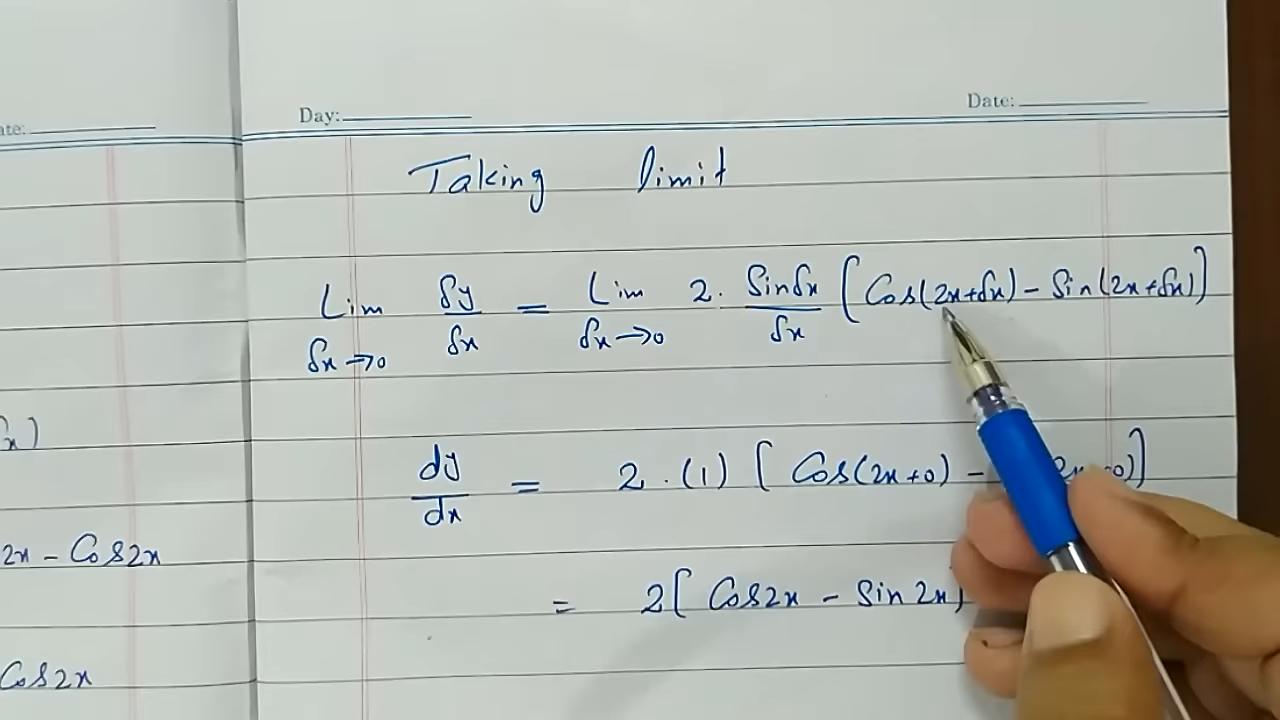 ate:
Day:
Date:
Taking limit
Lim δx→0 δy/δx = Lim δx→0 2. Sinδx/δx [Cos(2x+δx) - Sin(2x+δx)]
x)
dy/dx = 2.(1) [Cos(2x+0) -
2x - Cos2x
= 2[Cos2x - Sin2x]
Cos2x